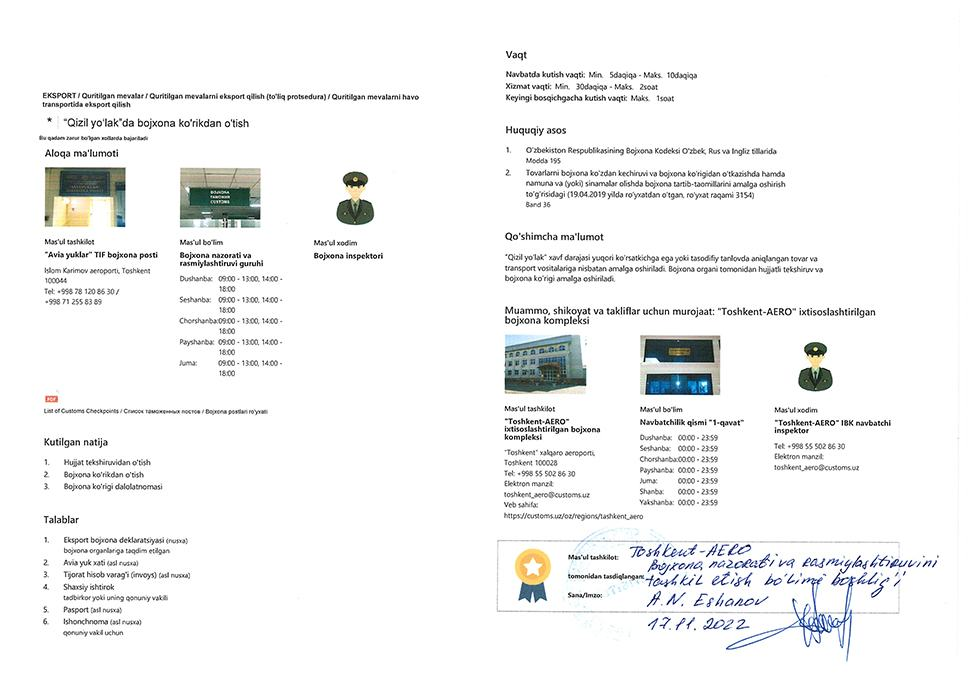 EKSPORT / Quritilgan mevalar / Quritilgan mevalarni eksport qilish (to'liq protsedura) / Quritilgan mevalarni havo
transportida eksport qilish
* "Qizil yo'lak"da bojxona ko'rikdan o'tish
Bu qadam zarur bo'lgan xollarda bajariladi
Aloqa ma'lumoti
BOJXONA
TAMOJNYA
CUSTOMS
Mas'ul tashkilot
"Avia yuklar" TIF bojxona posti
Islom Karimov aeroporti, Toshkent
100044
Tel: +998 78 120 86 30 /
+998 71 255 83 89
Mas'ul bo'lim
Bojxona nazorati va
rasmiylashtiruvi guruhi
Dushanba: 09:00 - 13:00, 14:00 -
18:00
Seshanba: 09:00 - 13:00, 14:00 -
18:00
Chorshanba:09:00 - 13:00, 14:00 -
18:00
Payshanba: 09:00 - 13:00, 14:00 -
18:00
Juma: 09:00 - 13:00, 14:00 -
18:00
Mas'ul xodim
Bojxona inspektori
PDF
List of Customs Checkpoints / Список таможенных постов / Bojxona postlari ro'yxati
Kutilgan natija
1. Hujjat tekshiruvidan o'tish
2. Bojxona ko'rikdan o'tish
3. Bojxona ko'rigi dalolatnomasi
Talablar
1. Eksport bojxona deklaratsiyasi (nusxa)
bojxona organlariga taqdim etilgan
2. Avia yuk xati (asl nusxa)
3. Tijorat hisob varag'i (invoys) (asl nusxa)
4. Shaxsiy ishtirok
tadbirkor yoki uning qonuniy vakili
5. Pasport (asl nusxa)
6. Ishonchnoma (asl nusxa)
qonuniy vakil uchun
Vaqt
Navbatda kutish vaqti: Min. 5daqiqa - Maks. 10daqiqa
Xizmat vaqti: Min. 30daqiqa - Maks. 2soat
Keyingi bosqichgacha kutish vaqti: Maks. 1soat
Huquqiy asos
1. O'zbekiston Respublikasining Bojxona Kodeksi O'zbek, Rus va Ingliz tillarida
Modda 195
2. Tovarlarni bojxona ko'zdan kechiruvi va bojxona ko'rigidan o'tkazishda hamda
namuna va (yoki) sinamalar olishda bojxona tartib-taomillarini amalga oshirish
to'g'risidagi (19.04.2019 yilda ro'yxatdan o'tgan, ro'yxat raqami 3154)
Band 36
Qo'shimcha ma'lumot
"Qizil yo'lak" xavf darajasi yuqori ko'rsatkichga ega yoki tasodifiy tanlovda aniqlangan tovar va
transport vositalariga nisbatan amalga oshiriladi. Bojxona organi tomonidan hujjatli tekshiruv va
bojxona ko'rigi amalga oshiriladi.
Muammo, shikoyat va takliflar uchun murojaat: "Toshkent-AERO" ixtisoslashtirilgan
bojxona kompleksi
Mas'ul tashkilot
"Toshkent-AERO"
ixtisoslashtirilgan bojxona
kompleksi
"Toshkent" xalqaro aeroporti,
Toshkent 100028
Tel: +998 55 502 86 30
Elektron manzil:
toshkent_aero@customs.uz
Veb sahifa:
https://customs.uz/oz/regions/tashkent_aero
Mas'ul bo'lim
Navbatchilik qismi "1-qavat"
Dushanba: 00:00 - 23:59
Seshanba: 00:00 - 23:59
Chorshanba:00:00 - 23:59
Payshanba: 00:00 - 23:59
Juma: 00:00 - 23:59
Shanba: 00:00 - 23:59
Yakshanba: 00:00 - 23:59
Mas'ul xodim
"Toshkent-AERO" IBK navbatchi
inspektor
Tel: +998 55 502 86 30
Elektron manzil:
toshkent_aero@customs.uz
Mas'ul tashkilot: Toshkent-AERO
Bojxona nazorati va rasmiylashtiruvini
tomonidan tasdiqlangan: tashkil etish bo'limi boshlig'i
Sana/Imzo: A.N. Eshanov
17.11.2022